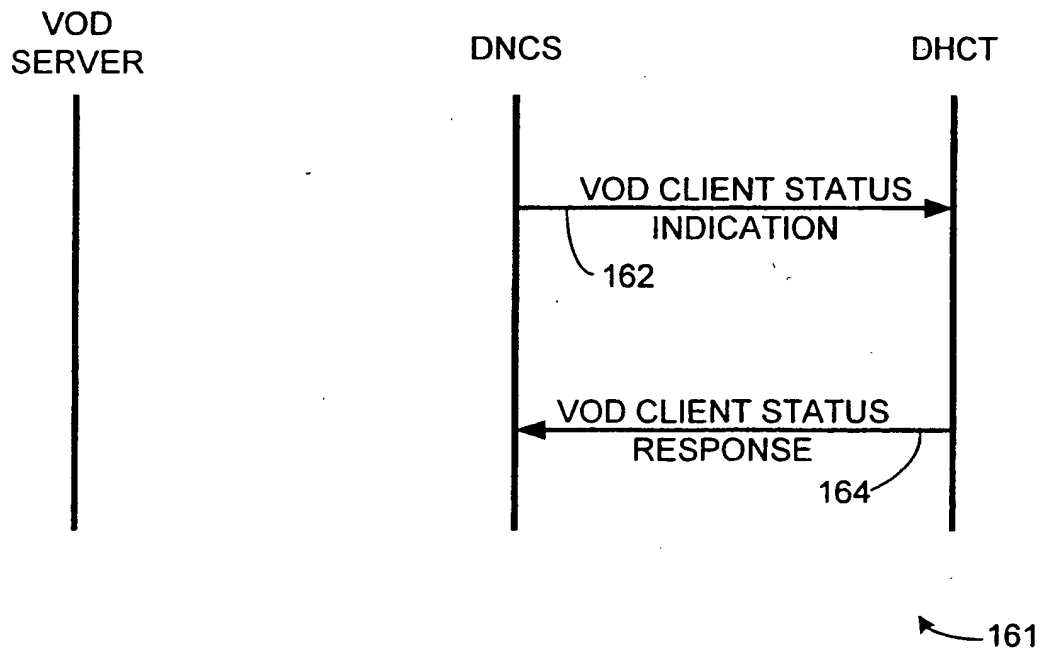 VOD
SERVER
DNCS
DHCT
VOD CLIENT STATUS
INDICATION
162
VOD CLIENT STATUS
RESPONSE
164
161